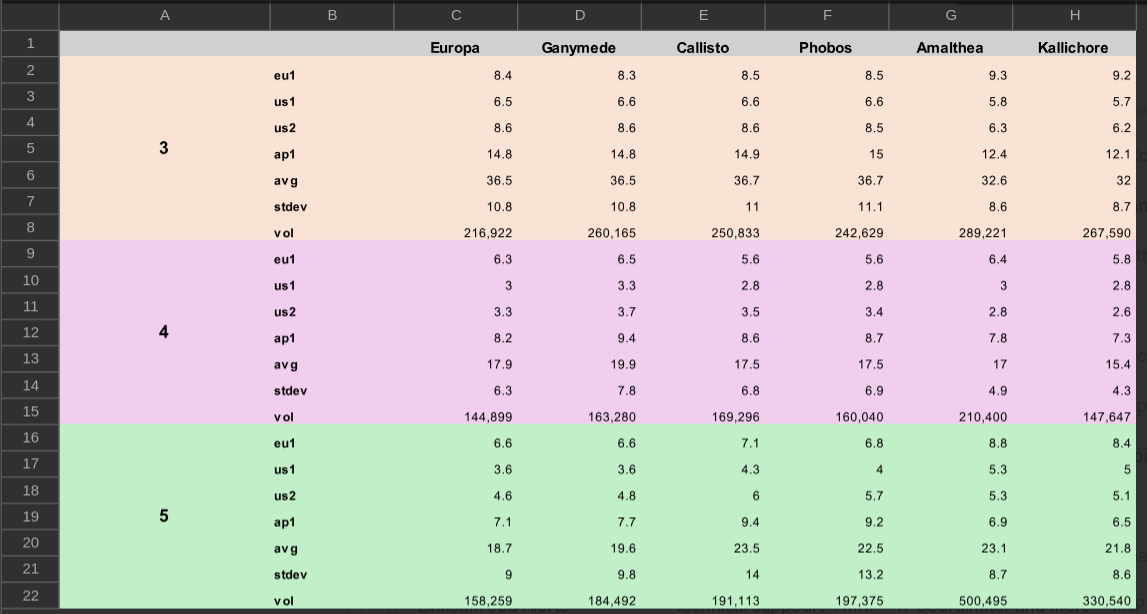 A B C D E F G H
1 Europa Ganymede Callisto Phobos Amalthea Kallichore
2 eu1 8.4 8.3 8.5 8.5 9.3 9.2
3 us1 6.5 6.6 6.6 6.6 5.8 5.7
4 us2 8.6 8.6 8.6 8.5 6.3 6.2
5 3 ap1 14.8 14.8 14.9 15 12.4 12.1
6 avg 36.5 36.5 36.7 36.7 32.6 32
7 stdev 10.8 10.8 11 11.1 8.6 8.7
8 vol 216,922 260,165 250,833 242,629 289,221 267,590
9 eu1 6.3 6.5 5.6 5.6 6.4 5.8
10 us1 3 3.3 2.8 2.8 3 2.8
11 us2 3.3 3.7 3.5 3.4 2.8 2.6
12 4 ap1 8.2 9.4 8.6 8.7 7.8 7.3
13 avg 17.9 19.9 17.5 17.5 17 15.4
14 stdev 6.3 7.8 6.8 6.9 4.9 4.3
15 vol 144,899 163,280 169,296 160,040 210,400 147,647
16 eu1 6.6 6.6 7.1 6.8 8.8 8.4
17 us1 3.6 3.6 4.3 4 5.3 5
18 us2 4.6 4.8 6 5.7 5.3 5.1
19 5 ap1 7.1 7.7 9.4 9.2 6.9 6.5
20 avg 18.7 19.6 23.5 22.5 23.1 21.8
21 stdev 9 9.8 14 13.2 8.7 8.6
22 vol 158,259 184,492 191,113 197,375 500,495 330,540